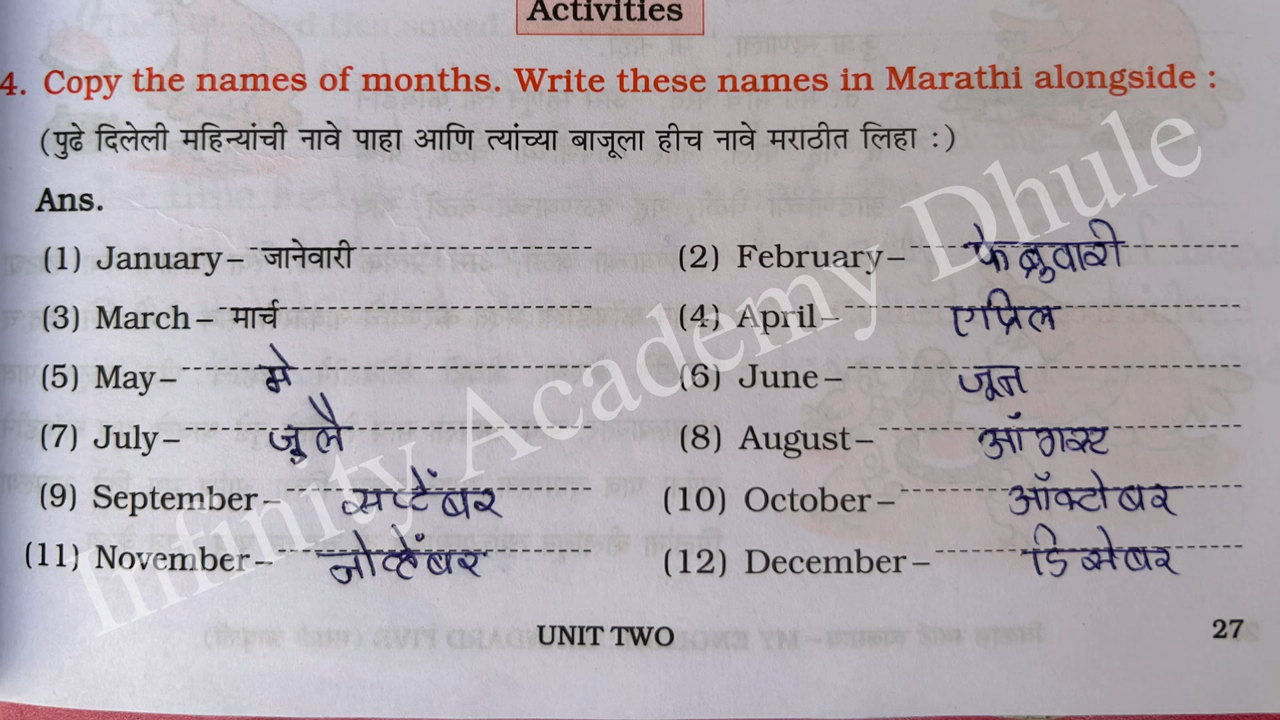 Activities
4. Copy the names of months. Write these names in Marathi alongside :
(पुढे दिलेली महिन्यांची नावे पाहा आणि त्यांच्या बाजूला हीच नावे मराठीत लिहा :)
Ans.
(1) January – जानेवारी (2) February – फेब्रुवारी
(3) March – मार्च (4) April – एप्रिल
(5) May – मे (6) June – जून
(7) July – जुलै (8) August – ऑगस्ट
(9) September – सप्टेंबर (10) October – ऑक्टोबर
(11) November – नोव्हेंबर (12) December – डिसेबर
UNIT TWO 27
Infinity Academy Dhule